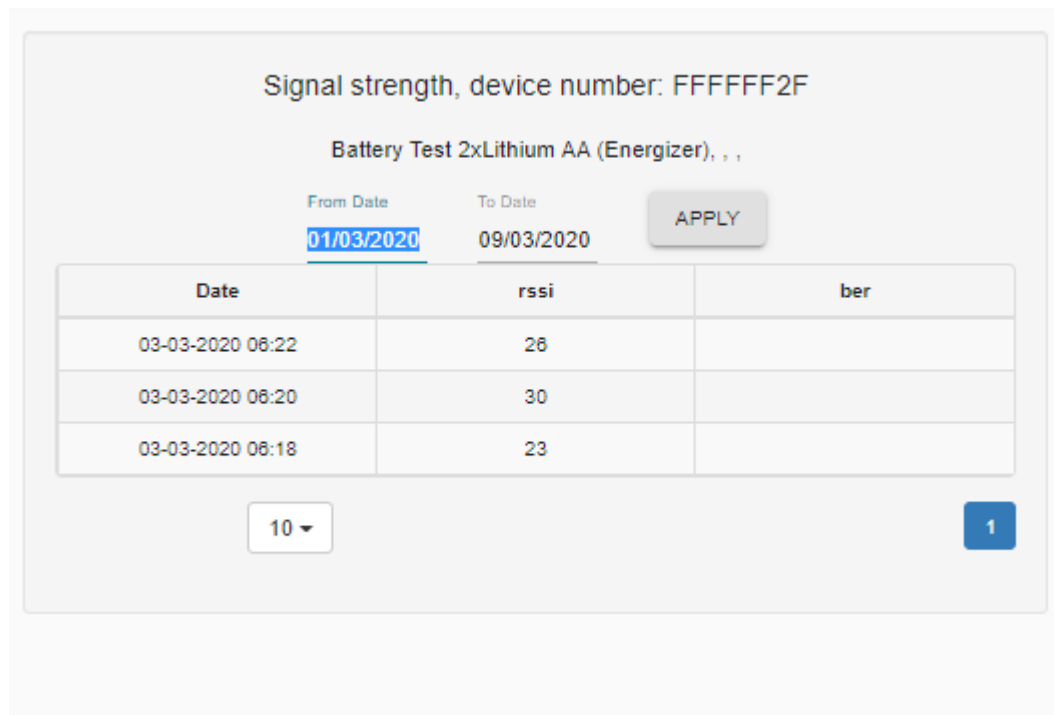 Signal strength, device number: FFFFFF2F
Battery Test 2xLithium AA (Energizer), , ,
From Date To Date
01/03/2020 09/03/2020 APPLY
Date rssi ber
03-03-2020 06:22 26
03-03-2020 06:20 30
03-03-2020 06:18 23
10 1